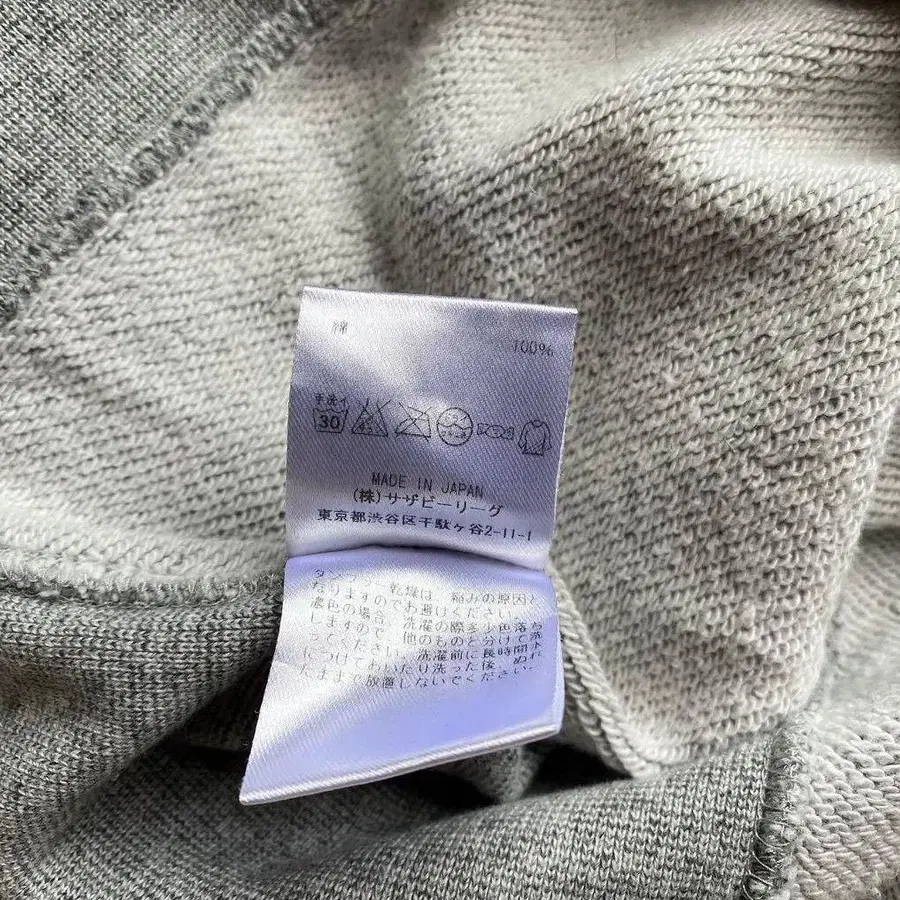 綿 100%
手洗イ
30
MADE IN JAPAN
(株)サザビーリーグ
東京都渋谷区千駄ヶ谷2-11-1
タンブラー乾燥は、縮みの原因と
なりますのでお避けください。
濃色の場合、洗濯の際多少色落ち
しますので、他のものと分けて洗
ってください。洗濯前に長時間水
につけておいたり洗った後、ぬれ
たままで放置しないでください。